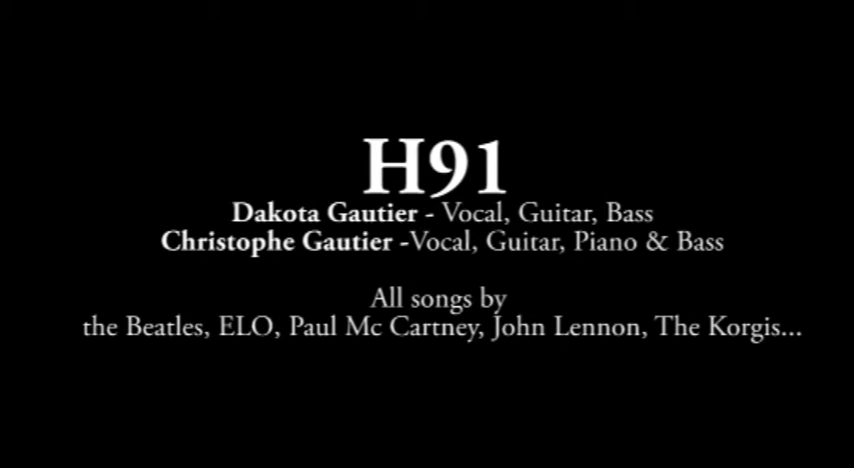 H91
Dakota Gautier - Vocal, Guitar, Bass
Christophe Gautier -Vocal, Guitar, Piano & Bass
All songs by
the Beatles, ELO, Paul Mc Cartney, John Lennon, The Korgis...